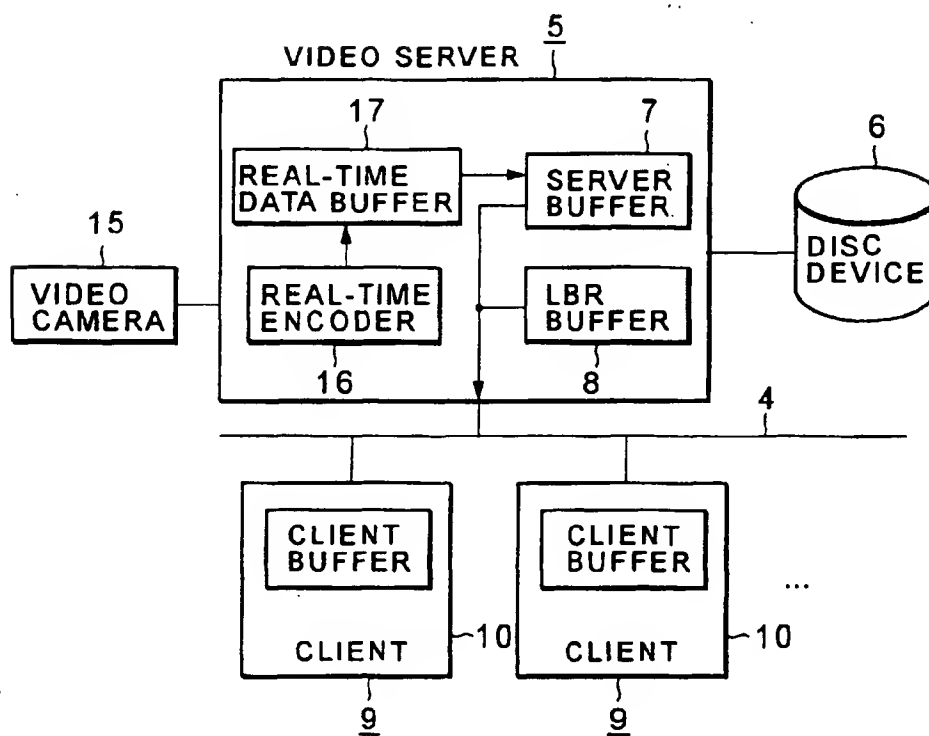 5
VIDEO SERVER
17
7
6
REAL-TIME
DATA BUFFER
SERVER
BUFFER
15
DISC
DEVICE
VIDEO
CAMERA
REAL-TIME
ENCODER
LBR
BUFFER
16
8
4
CLIENT
BUFFER
CLIENT
BUFFER
...
CLIENT
10
CLIENT
10
9
9